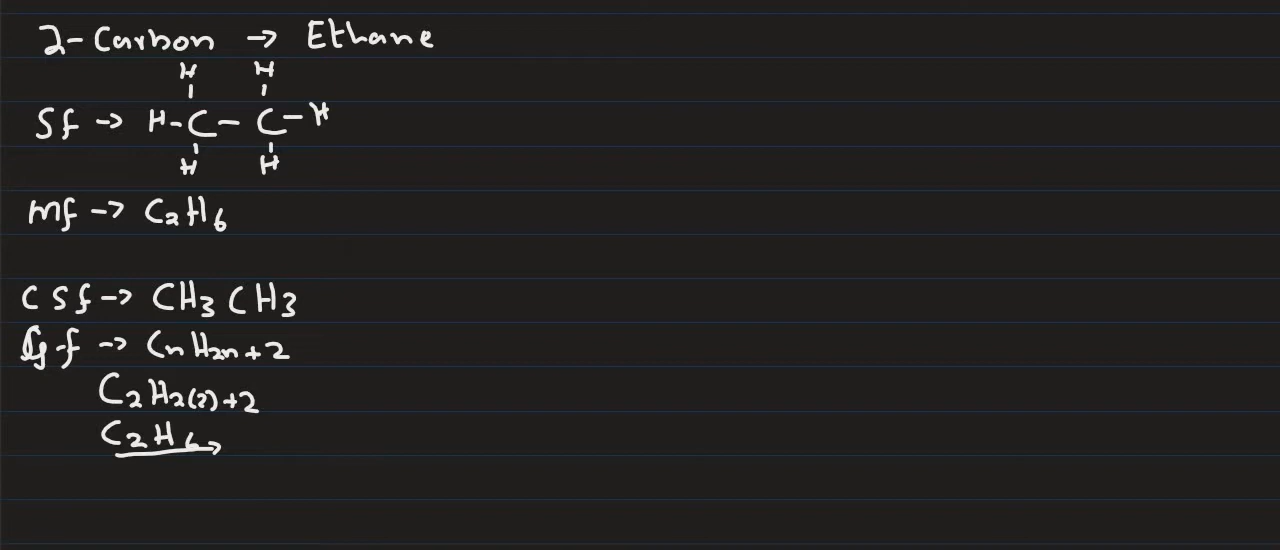 2-Carbon → Ethane
H H
Sf → H-C-C-H
H H
mf → C₂H₆
CSf → CH₃CH₃
g.f → CnH₂n+2
C₂H₂(2)+2
C₂H₆